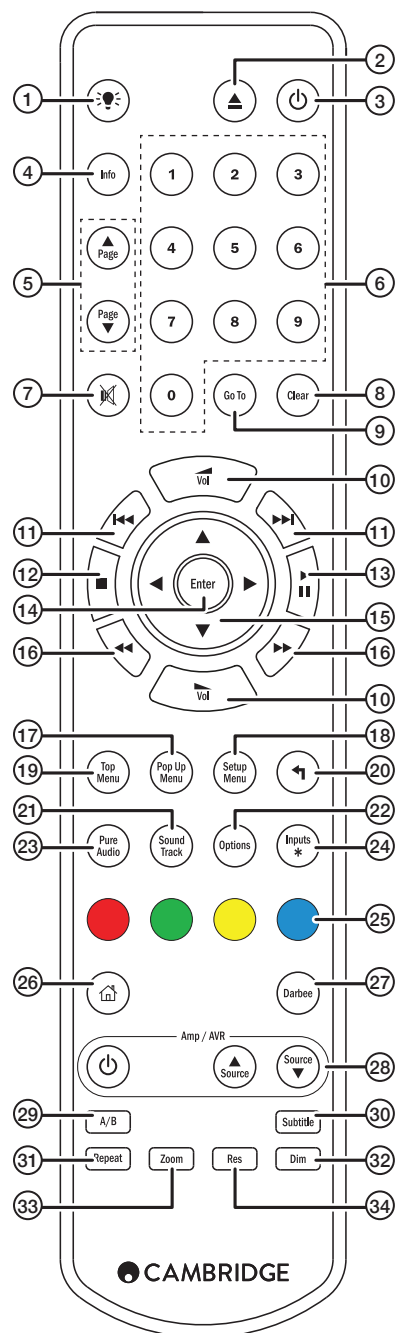 2
1
3
4
Info
1
2
3
5
Page
4
5
6
6
Page
7
8
9
7
0
Go To
Clear
8
9
Vol
10
11
11
12
13
14
Enter
15
16
16
Vol
10
17
18
19
Top
Menu
Pop Up
Menu
Setup
Menu
20
21
22
23
Pure
Audio
Sound
Track
Options
Inputs
*
24
25
26
27
Darbee
Amp / AVR
Source
Source
28
29
A/B
Subtitle
30
31
Repeat
Zoom
Res
Dim
32
33
34
CAMBRIDGE